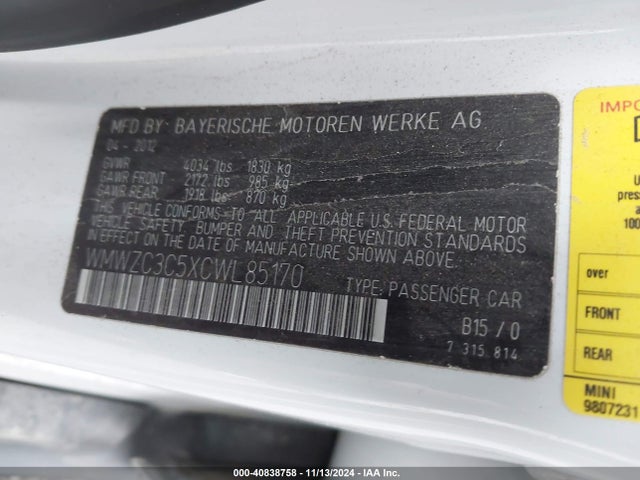 MFD BY: BAYERISCHE MOTOREN WERKE AG
04 - 2012
GVWR 4034 lbs 1830 kg
GAWR FRONT 2172 lbs 985 kg
GAWR REAR 1918 lbs 870 kg
THIS VEHICLE CONFORMS TO ALL APPLICABLE U.S. FEDERAL MOTOR
VEHICLE SAFETY, BUMPER AND THEFT PREVENTION STANDARDS
IN EFFECT ON THE DATE OF MANUFACTURE SHOWN ABOVE.
WMWZC3C5XCWL85170
TYPE: PASSENGER CAR
B15 / 0
7 315 814
IMPO
over
FRONT
REAR
MINI
9807231
000-40838758 - 11/13/2024 - IAA Inc.